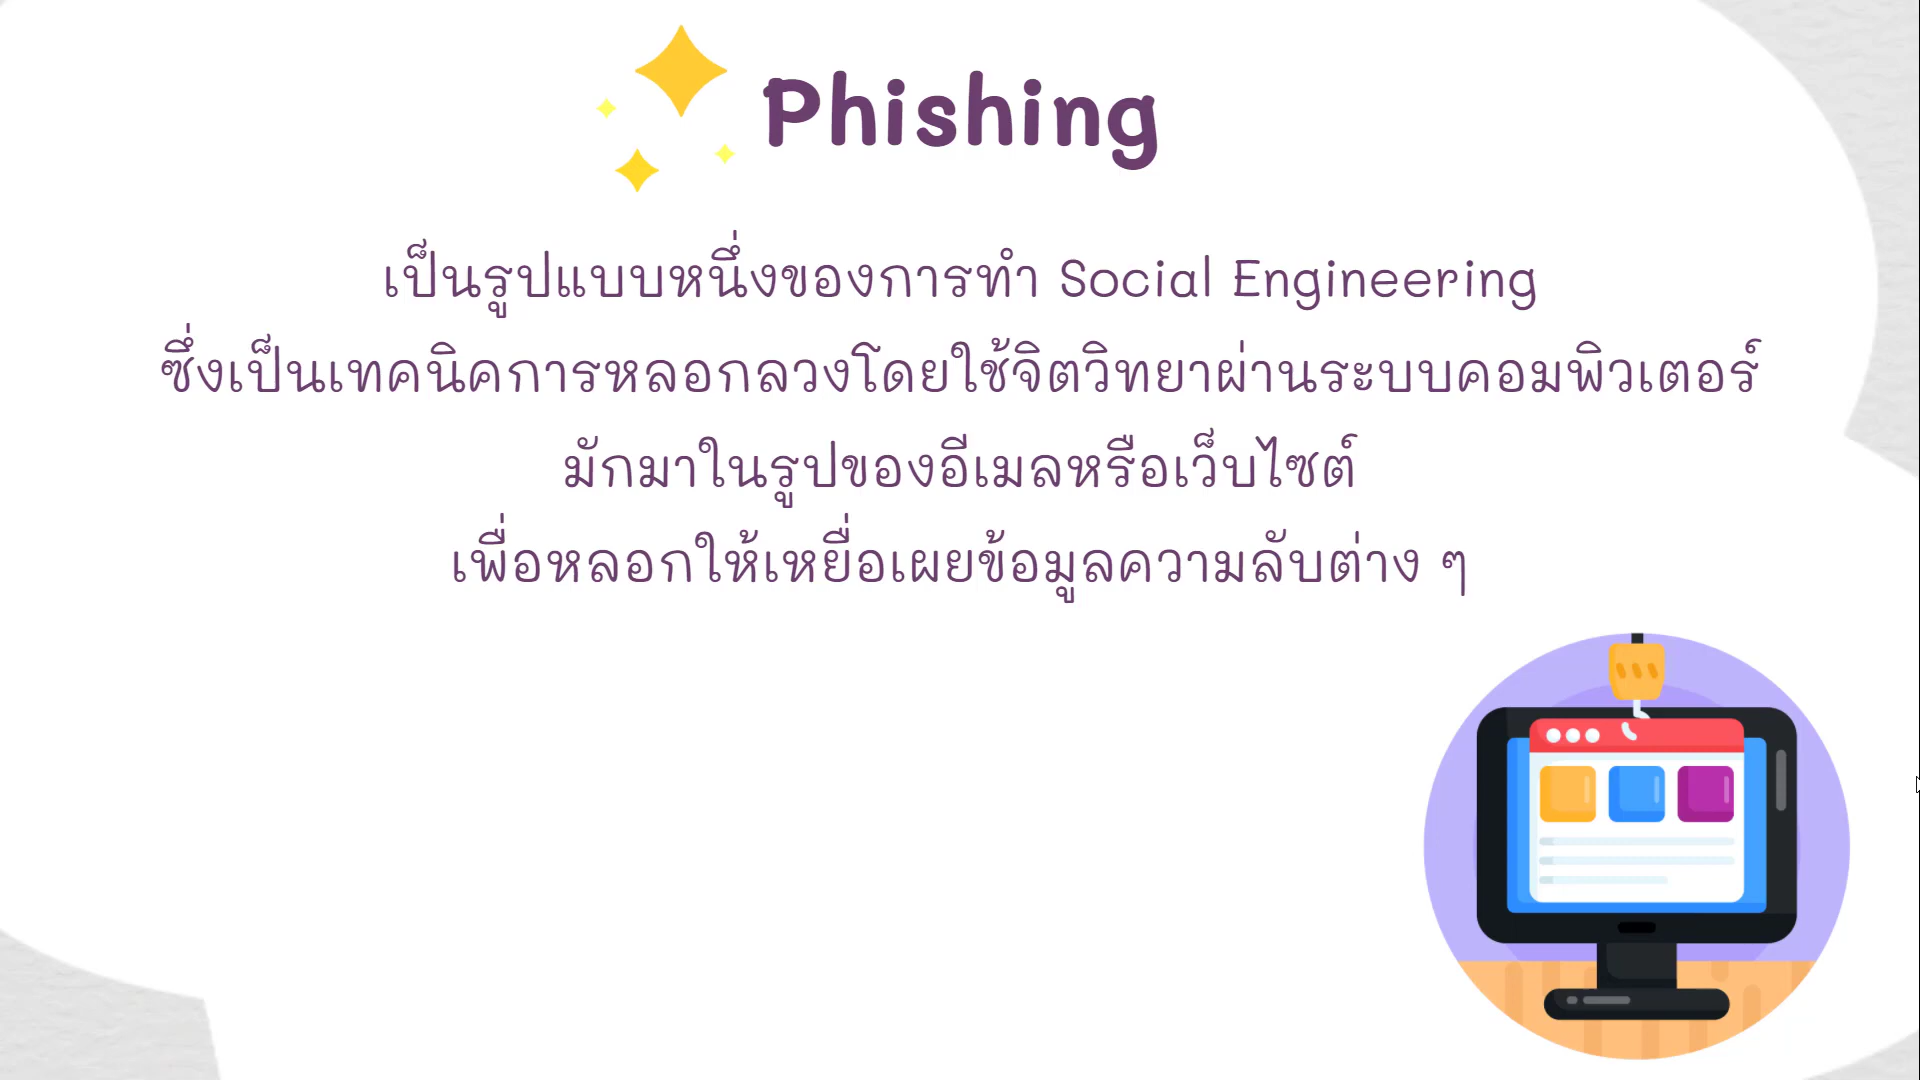 Phishing
เป็นรูปแบบหนึ่งของการทำ Social Engineering
ซึ่งเป็นเทคนิคการหลอกลวงโดยใช้จิตวิทยาผ่านระบบคอมพิวเตอร์
มักมาในรูปของอีเมลหรือเว็บไซต์
เพื่อหลอกให้เหยื่อเผยข้อมูลความลับต่าง ๆ